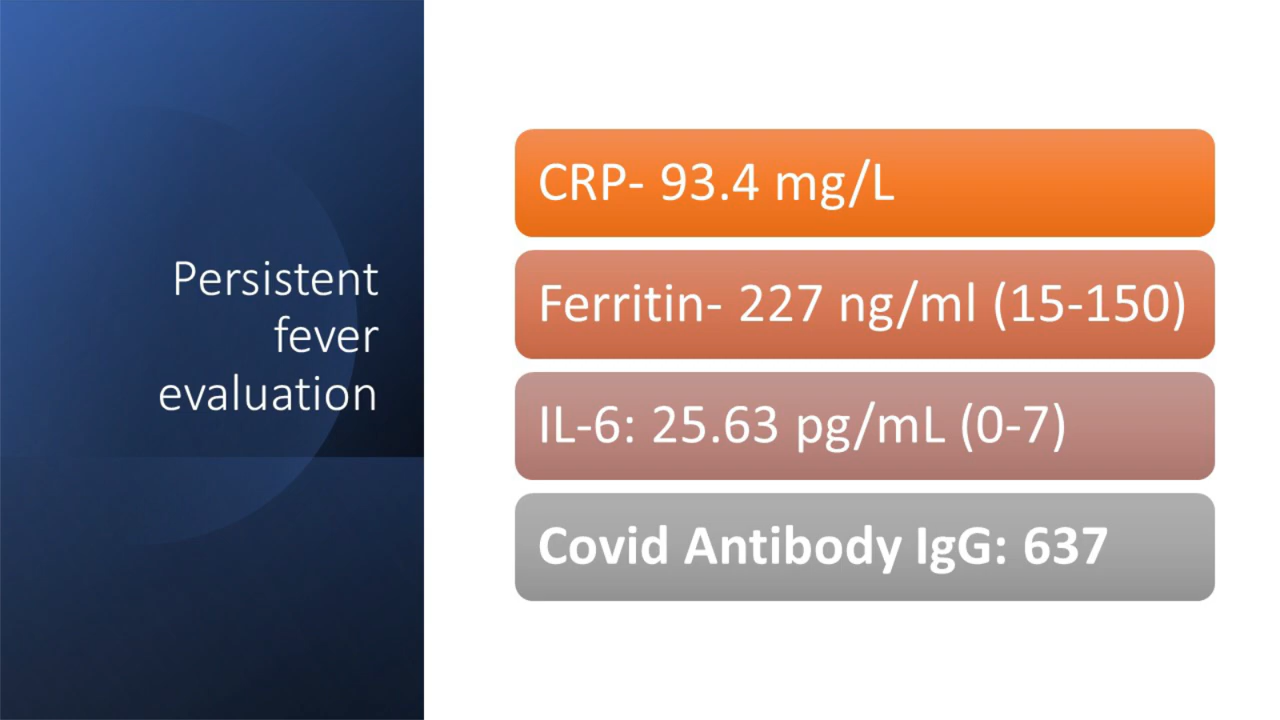 Persistent
fever
evaluation
CRP- 93.4 mg/L
Ferritin- 227 ng/ml (15-150)
IL-6: 25.63 pg/mL (0-7)
Covid Antibody IgG: 637